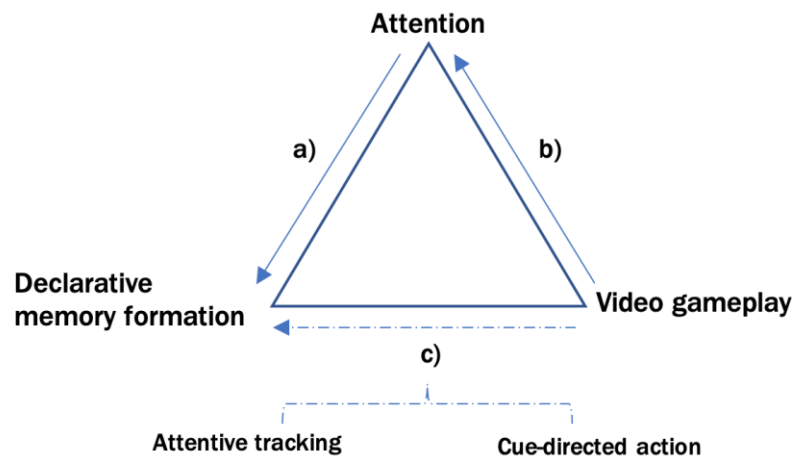 Attention
a)
b)
Declarative
memory formation
Video gameplay
c)
Attentive tracking
Cue-directed action